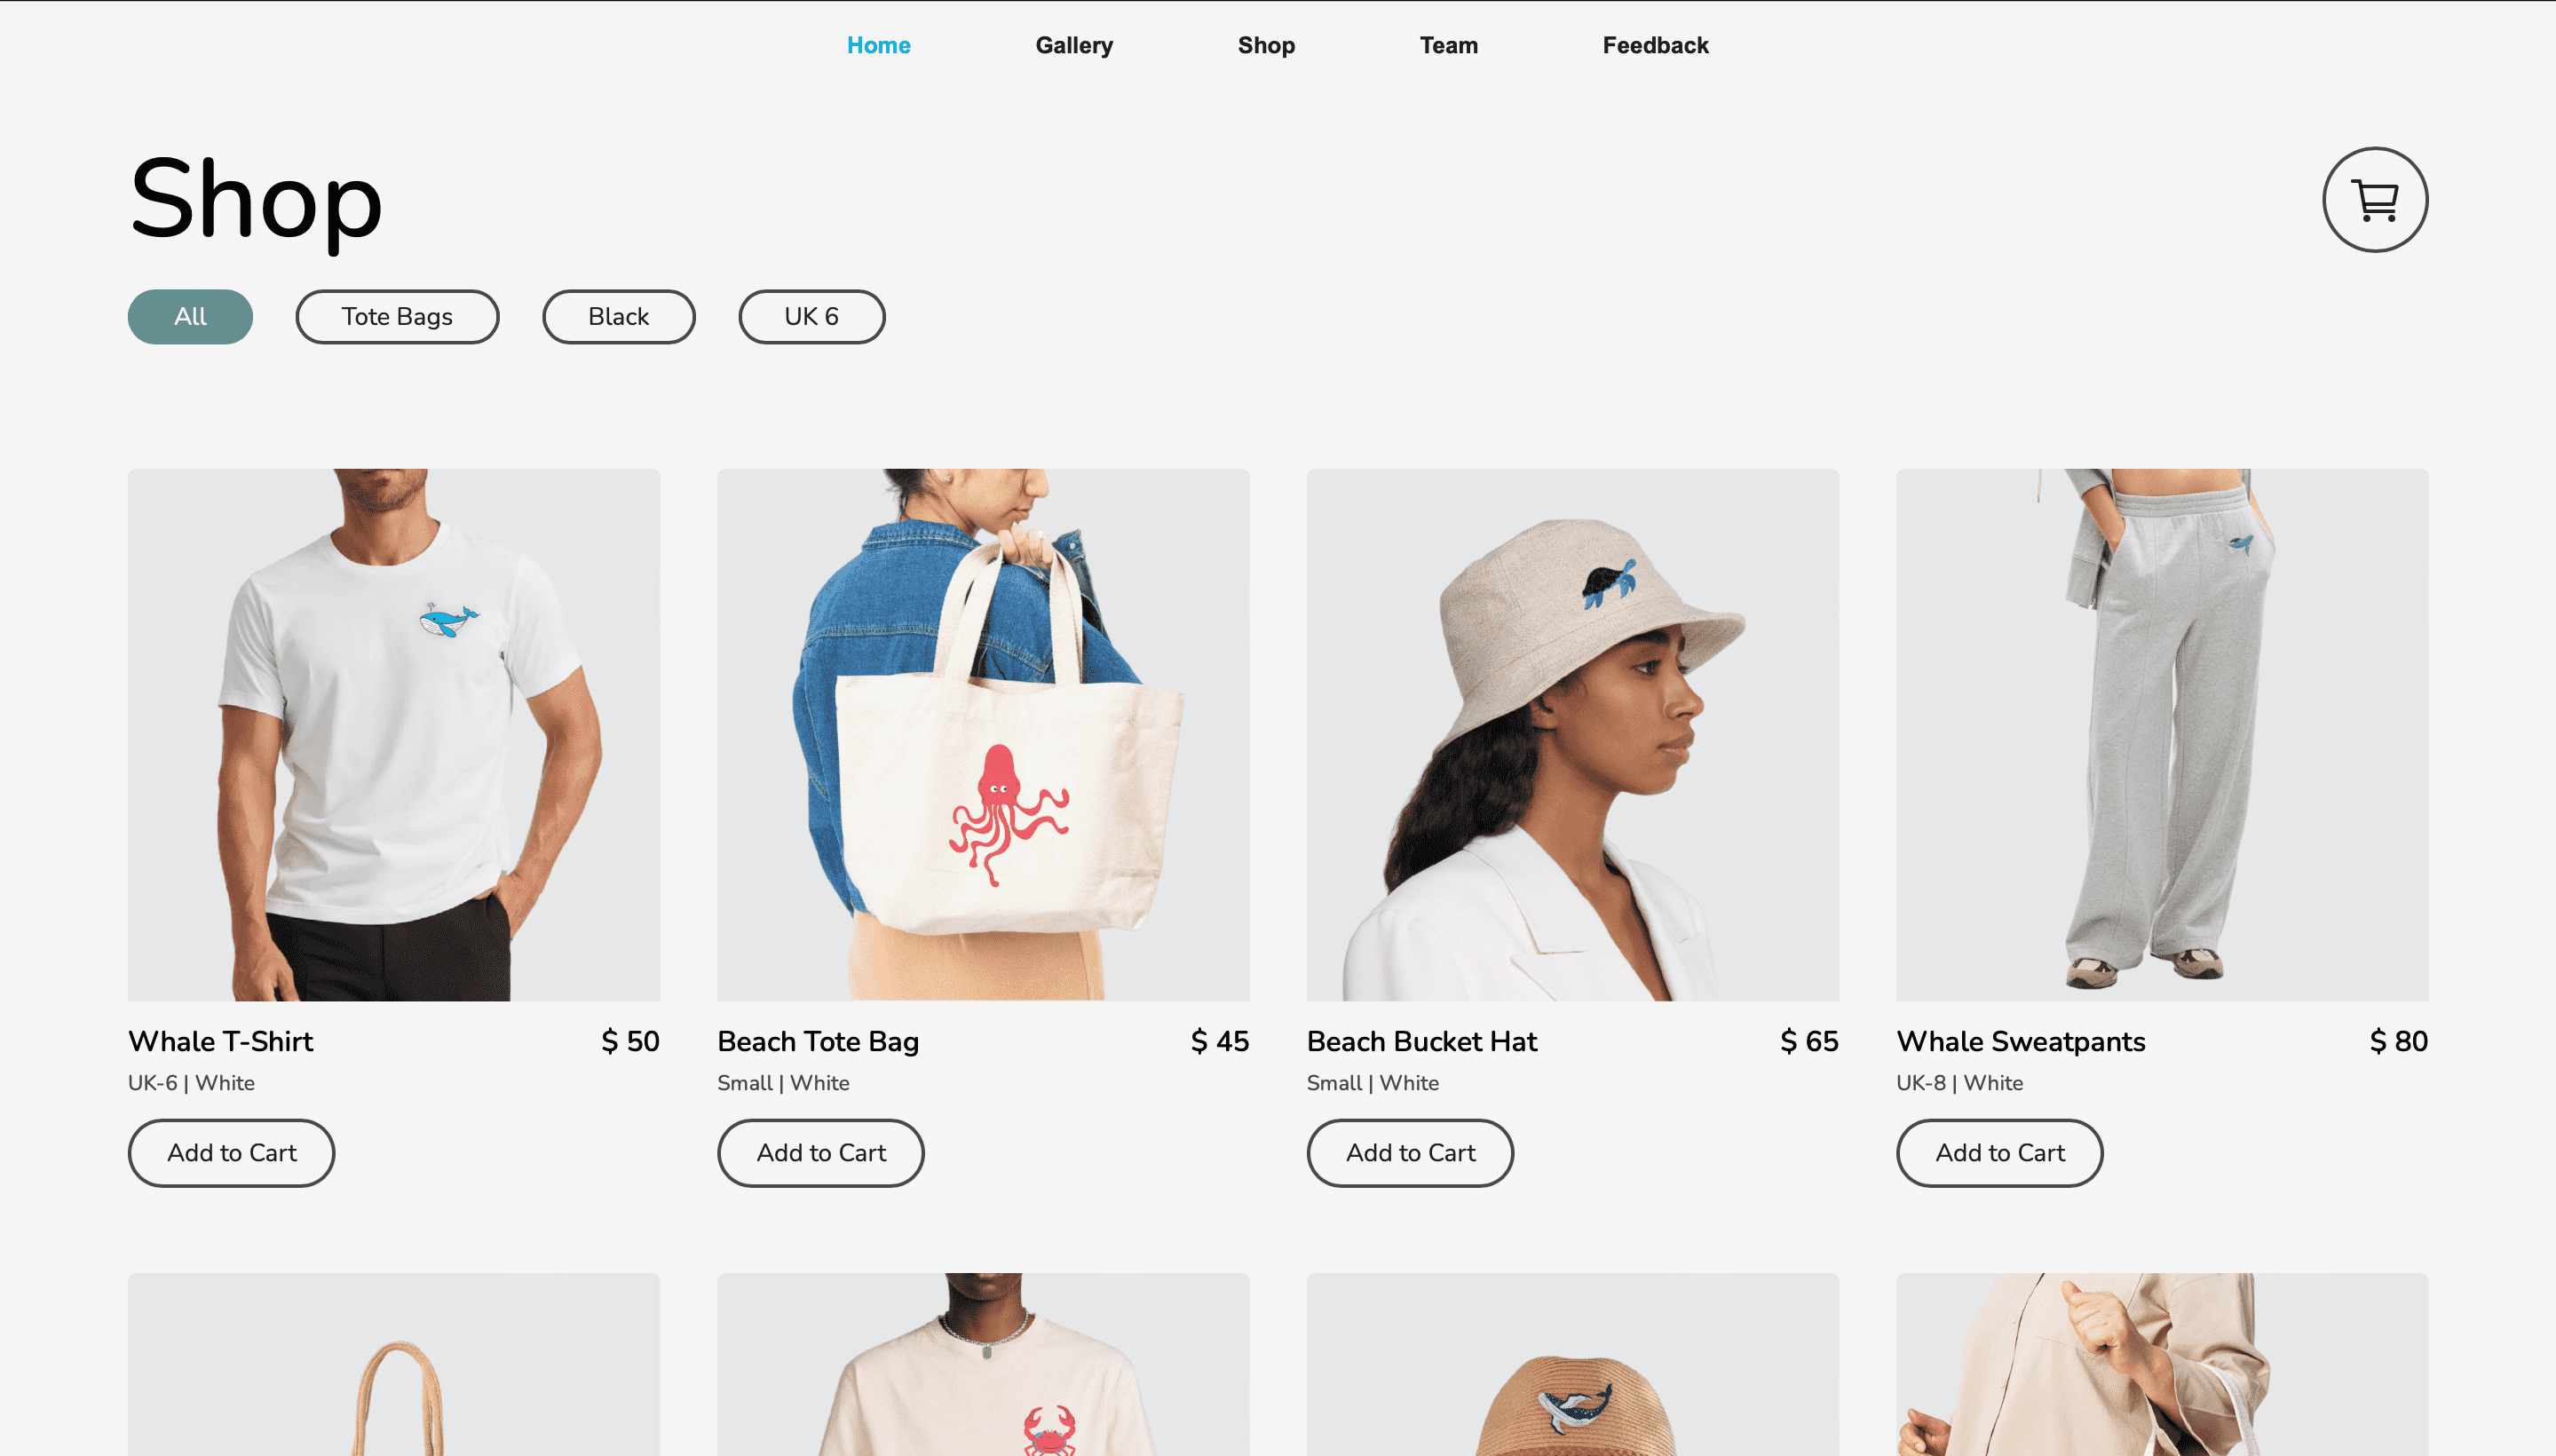 Home Gallery Shop Team Feedback
Shop
All Tote Bags Black UK 6
Whale T-Shirt $ 50
UK-6 | White
Add to Cart
Beach Tote Bag $ 45
Small | White
Add to Cart
Beach Bucket Hat $ 65
Small | White
Add to Cart
Whale Sweatpants $ 80
UK-8 | White
Add to Cart